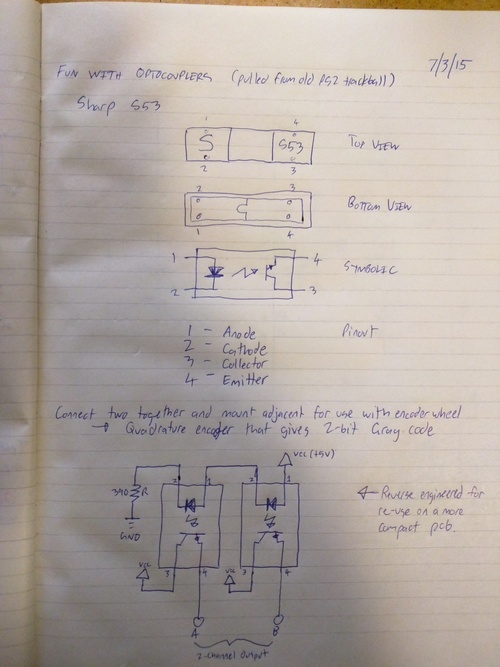 7/3/15
FUN WITH OPTOCOUPLERS (pulled from old PS2 trackball)
Sharp S53
1 4
S S53 TOP VIEW
2 3
2 3
BOTTOM VIEW
1 4
1 4
SYMBOLIC
2 3
1 - Anode Pinout
2 - Cathode
3 - Collector
4 - Emitter
Connect two together and mount adjacent for use with encoder wheel
→ Quadrature encoder that gives 2-bit Gray code
VCC (+5V)
2 1 2 1
390 R
← Reverse engineered for
re-use on a more
compact pcb.
GND
VCC 3 4 VCC 3 4
A B
2-channel Output